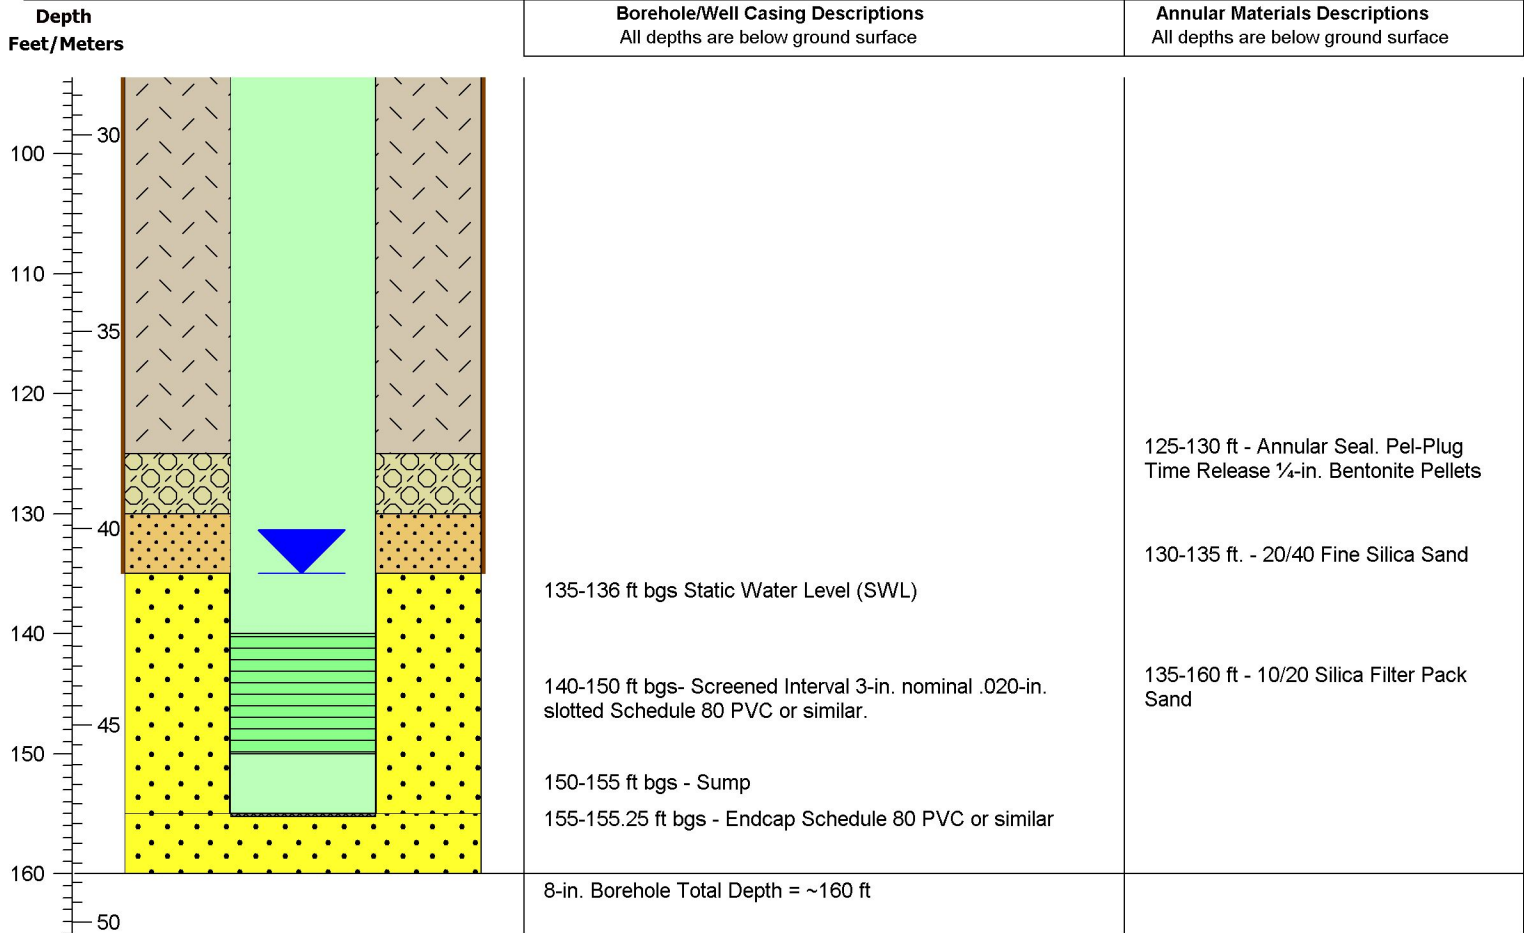 Depth
Feet/Meters
Borehole/Well Casing Descriptions
All depths are below ground surface
Annular Materials Descriptions
All depths are below ground surface
30
100
110
35
120
125-130 ft - Annular Seal. Pel-Plug
Time Release ¼-in. Bentonite Pellets
130
40
130-135 ft. - 20/40 Fine Silica Sand
135-136 ft bgs Static Water Level (SWL)
140
135-160 ft - 10/20 Silica Filter Pack
Sand
140-150 ft bgs- Screened Interval 3-in. nominal .020-in.
slotted Schedule 80 PVC or similar.
45
150
150-155 ft bgs - Sump
155-155.25 ft bgs - Endcap Schedule 80 PVC or similar
160
8-in. Borehole Total Depth = ~160 ft
50